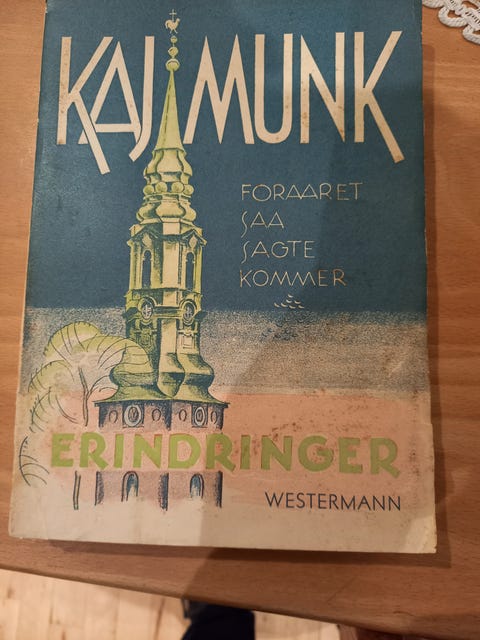 KAJ MUNK
FORAARET
SAA
SAGTE
KOMMER
ERINDRINGER
WESTERMANN